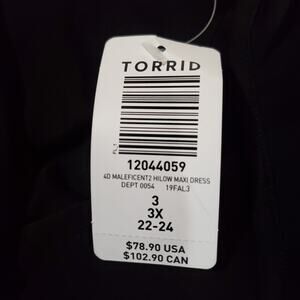 TORRID
FL1
12044059
4D MALEFICENT2 HILOW MAXI DRESS
DEPT 0054 19FAL3
3
3X
22-24
$78.90 USA
$102.90 CAN